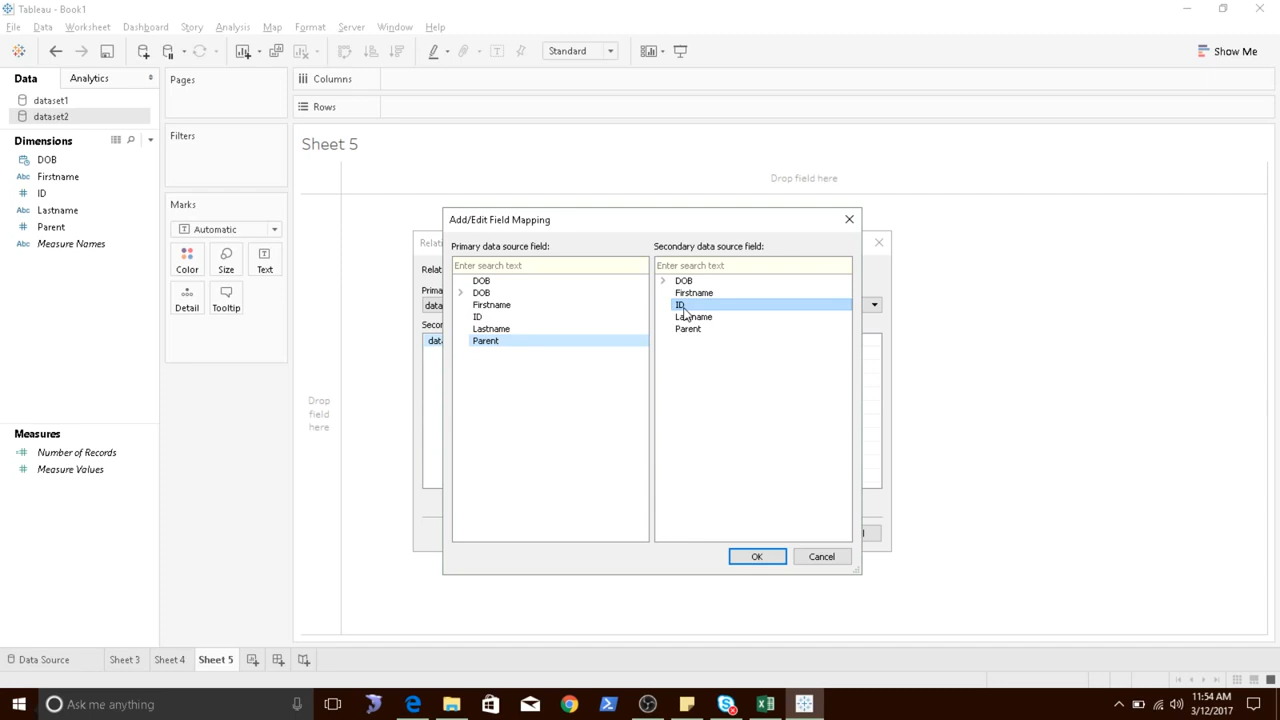 Tableau - Book1
File Data Worksheet Dashboard Story Analysis Map Format Server Window Help
Standard
Show Me
Data Analytics
dataset1
dataset2
Dimensions
DOB
Abc Firstname
# ID
Abc Lastname
# Parent
Abc Measure Names
Measures
Number of Records
# Measure Values
Pages
Filters
Marks
Automatic
Color Size Text
Detail Tooltip
Columns
Rows
Sheet 5
Drop field here
Drop
field
here
Add/Edit Field Mapping
Primary data source field:
Enter search text
DOB
DOB
Firstname
ID
Lastname
Parent
Secondary data source field:
Enter search text
DOB
Firstname
ID
Lastname
Parent
OK Cancel
Data Source Sheet 3 Sheet 4 Sheet 5
Ask me anything
11:54 AM
3/12/2017